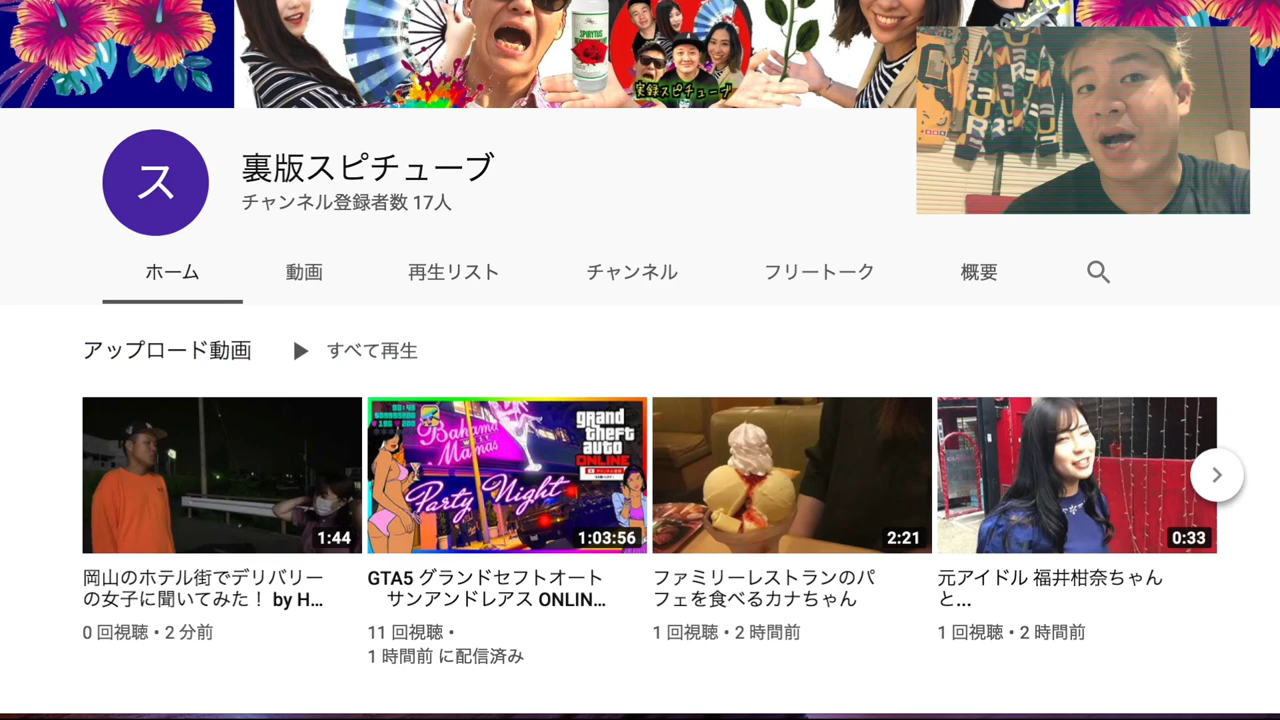 SPIRYTUS
実録スピチューブ
ス
裏版スピチューブ
チャンネル登録者数 17人
ホーム 動画 再生リスト チャンネル フリートーク 概要
アップロード動画 すべて再生
1:44
Bahama Mamas
Party Night
grand
theft
auto
ONLINE
1:03:56
2:21
0:33
岡山のホテル街でデリバリー
の女子に聞いてみた！ by H...
0 回視聴・2 分前
GTA5 グランドセフトオート
サンアンドレアス ONLIN...
11 回視聴・
1 時間前 に配信済み
ファミリーレストランのパ
フェを食べるカナちゃん
1 回視聴・2 時間前
元アイドル 福井柑奈ちゃん
と...
1 回視聴・2 時間前